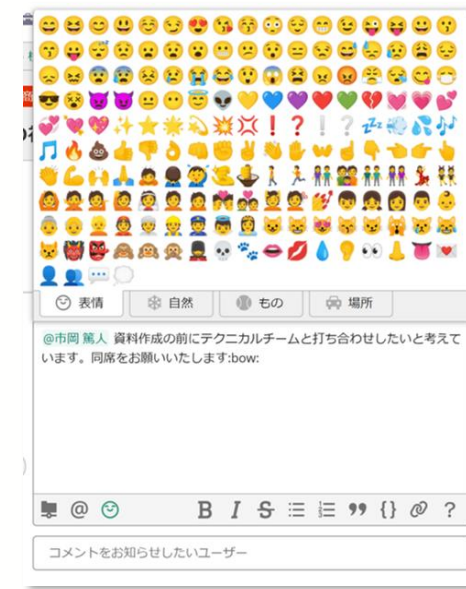 表情
自然
もの
場所
@市岡 篤人 資料作成の前にテクニカルチームと打ち合わせしたいと考えて
います。同席をお願いいたします:bow:
@ B I S {} ?
コメントをお知らせしたいユーザー